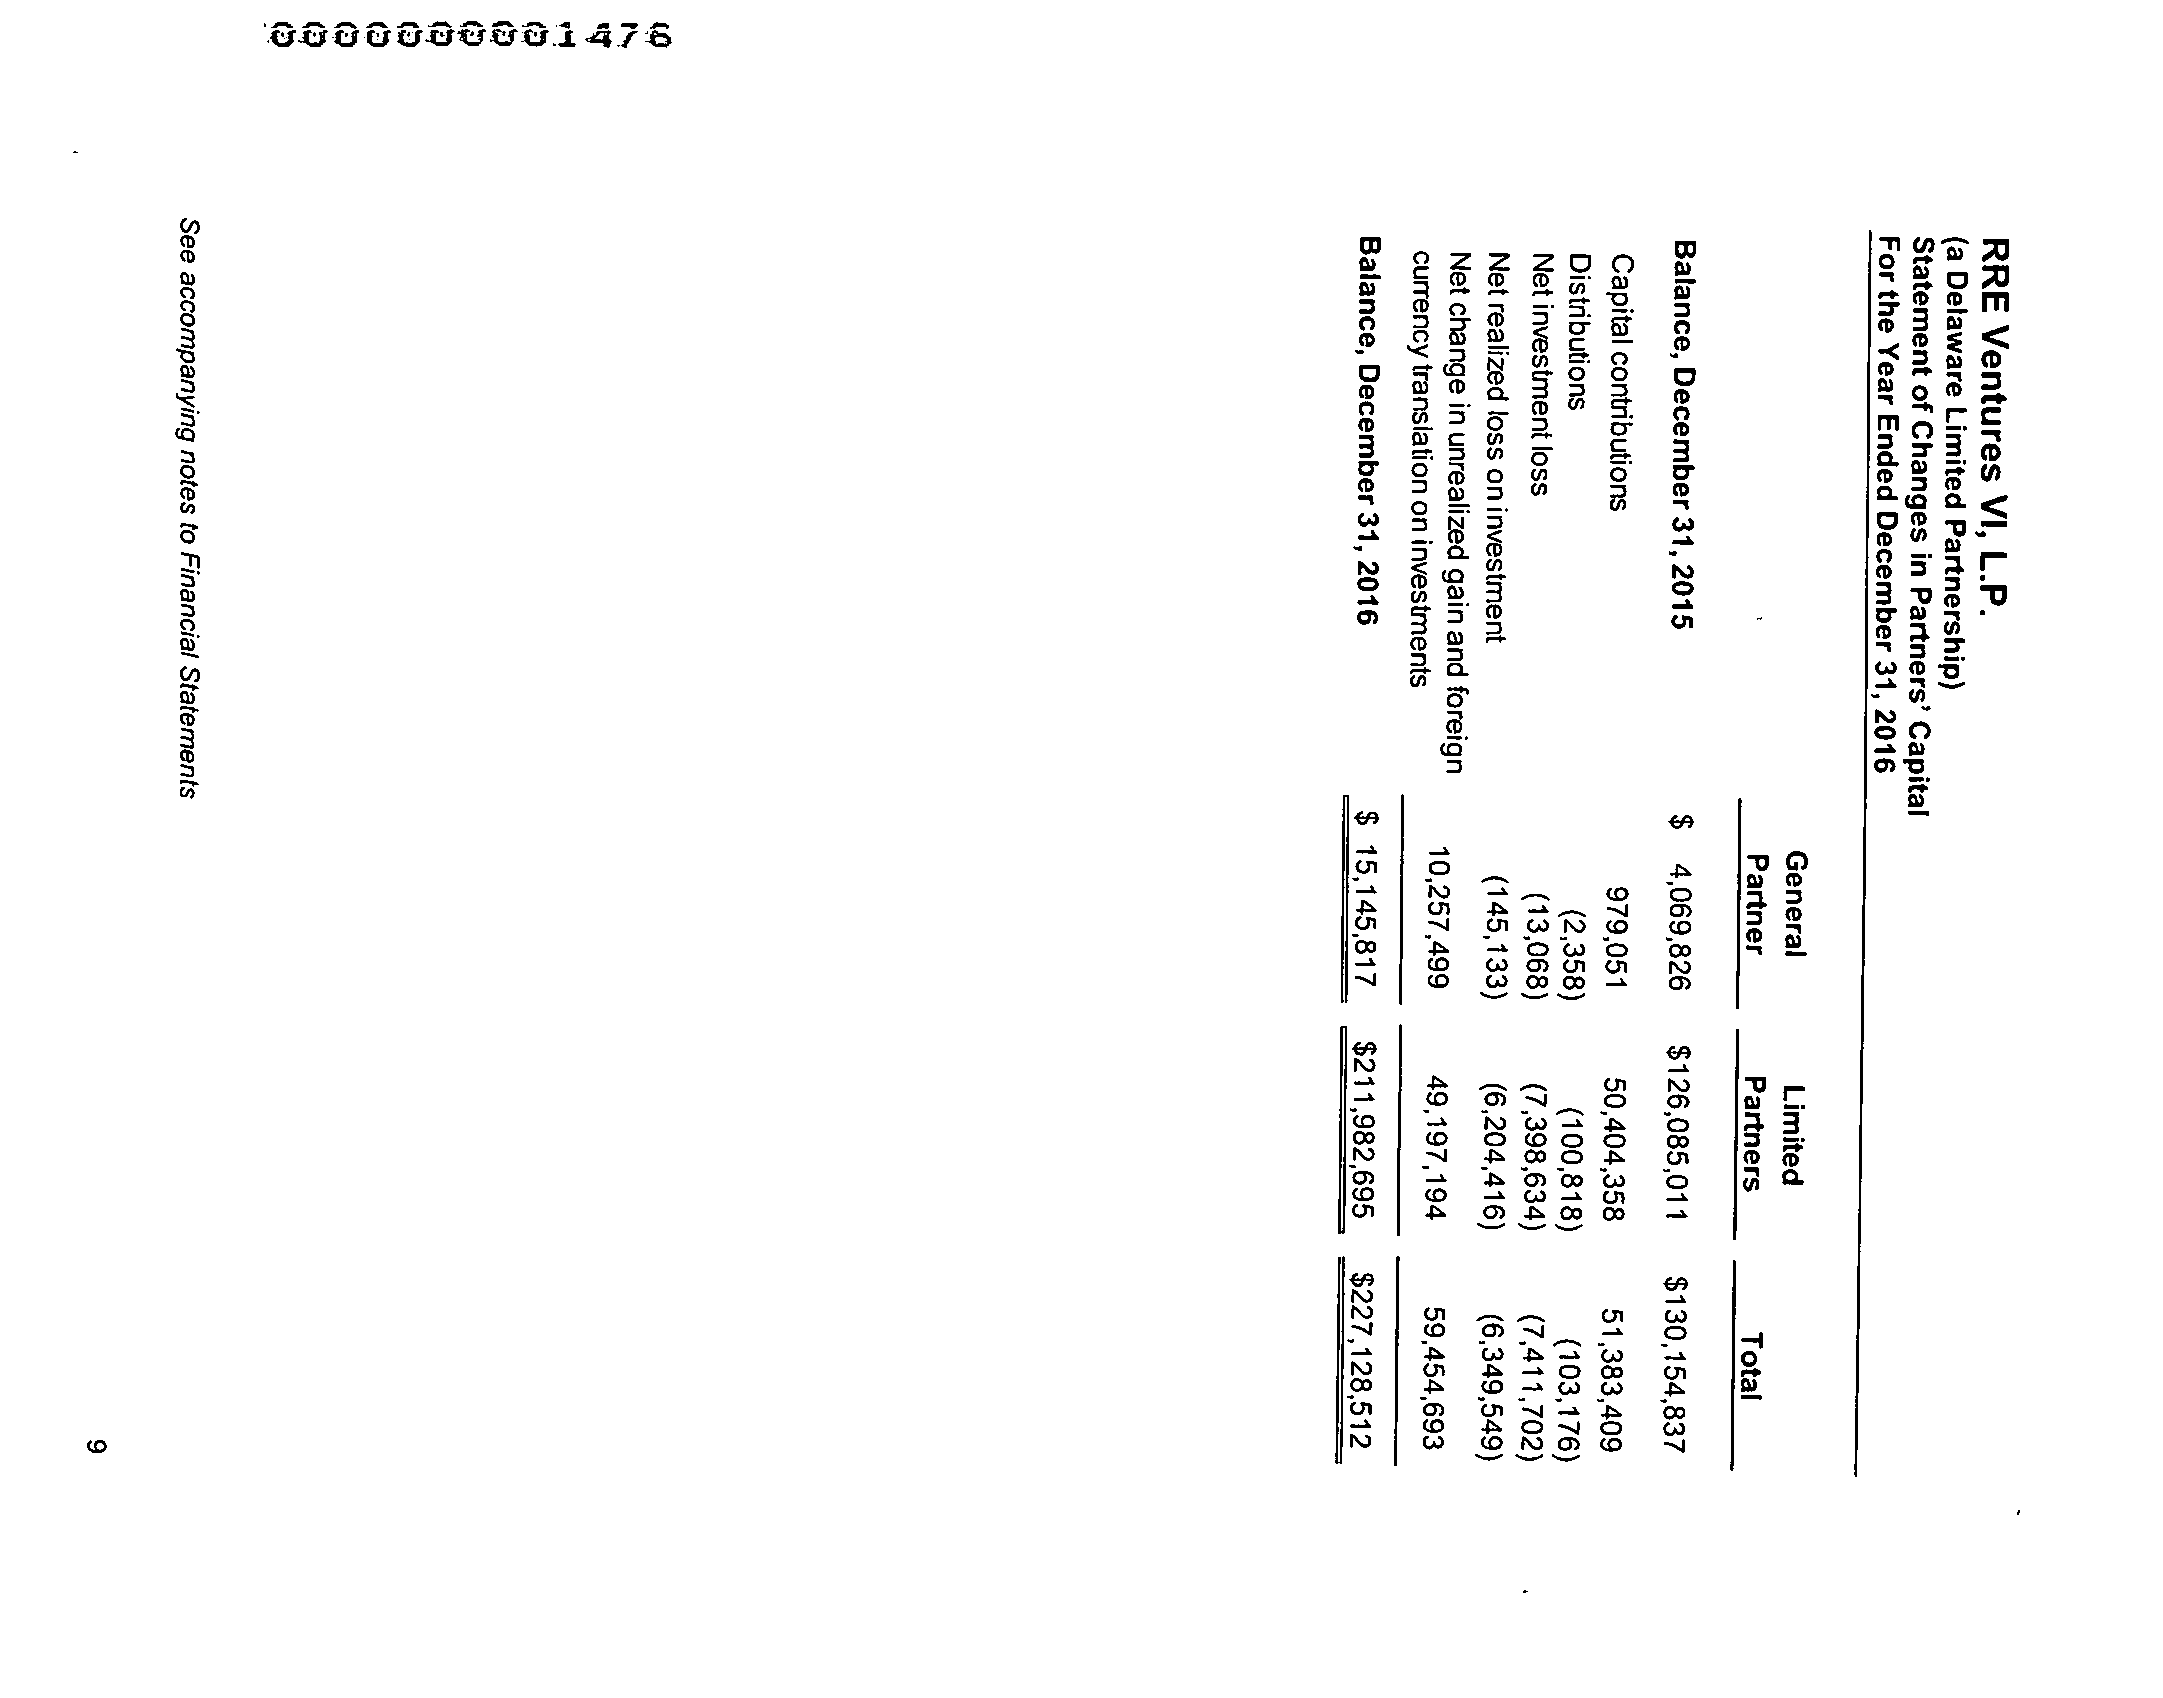 RRE Ventures VI, L.P.
(a Delaware Limited Partnership)
Statement of Changes in Partners' Capital
For the Year Ended December 31, 2016
General Limited
Partner Partners Total
Balance, December 31, 2015 $ 4,069,826 $126,085,011 $130,154,837
Capital contributions 979,051 50,404,358 51,383,409
Distributions (2,358) (100,818) (103,176)
Net investment loss (13,068) (7,398,634) (7,411,702)
Net realized loss on investment (145,133) (6,204,416) (6,349,549)
Net change in unrealized gain and foreign
currency translation on investments 10,257,499 49,197,194 59,454,693
Balance, December 31, 2016 $ 15,145,817 $211,982,695 $227,128,512
See accompanying notes to Financial Statements
9
0000000001476